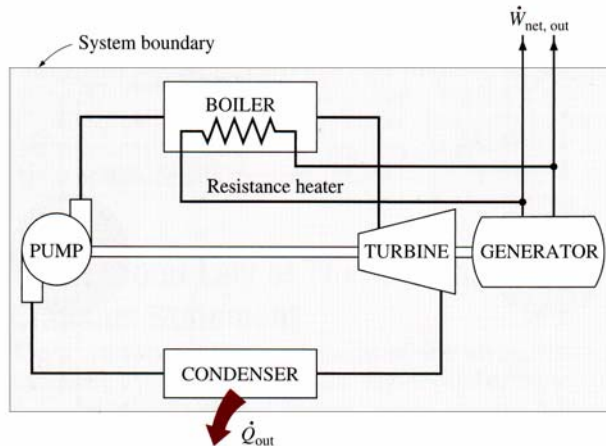 System boundary
Ẇnet, out
BOILER
Resistance heater
PUMP
TURBINE
GENERATOR
CONDENSER
Q̇out